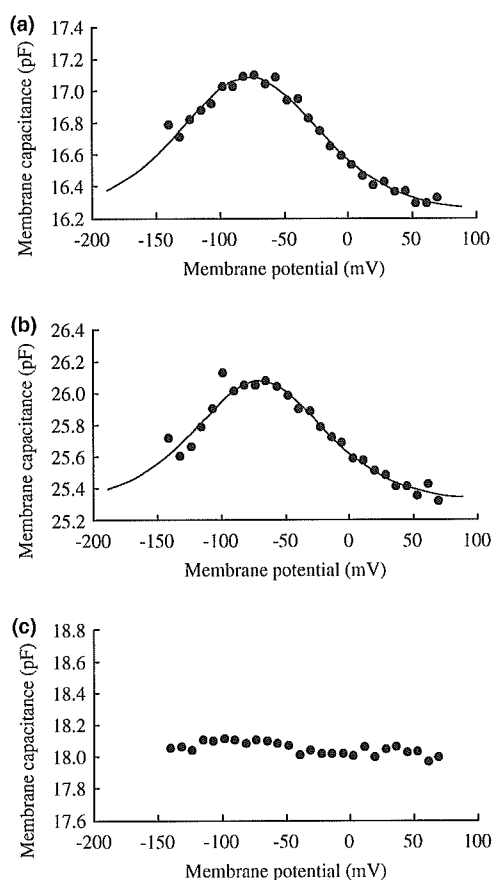 (a)
Membrane capacitance (pF)
17.4
17.1
16.8
16.6
16.4
16.2
-200 -150 -100 -50 0 50 100
Membrane potential (mV)
(b)
Membrane capacitance (pF)
26.4
26.2
26.0
25.8
25.6
25.4
25.2
-200 -150 -100 -50 0 50 100
Membrane potential (mV)
(c)
Membrane capacitance (pF)
18.8
18.6
18.4
18.2
18.0
17.8
17.6
-200 -150 -100 -50 0 50 100
Membrane potential (mV)